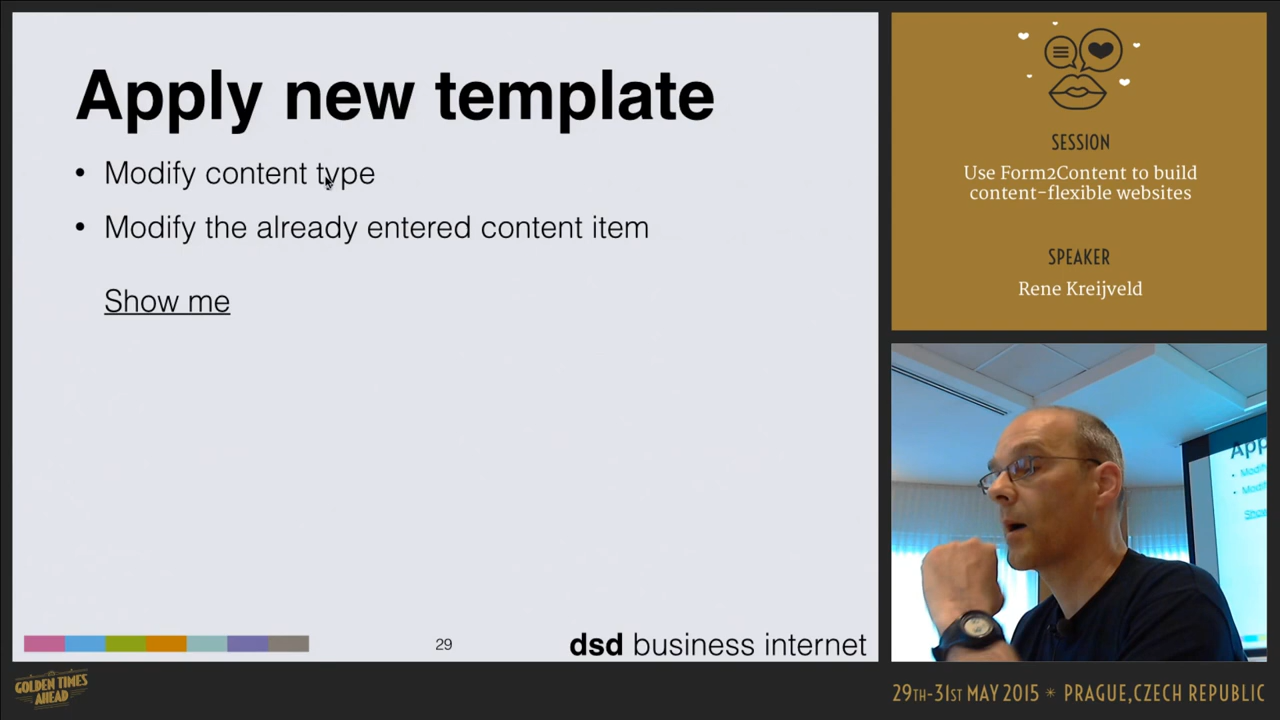 Apply new template
• Modify content type
• Modify the already entered content item
Show me
29
dsd business internet
SESSION
Use Form2Content to build
content-flexible websites
SPEAKER
Rene Kreijveld
App
GOLDEN TIMES
AHEAD
29TH-31ST MAY 2015 * PRAGUE, CZECH REPUBLIC